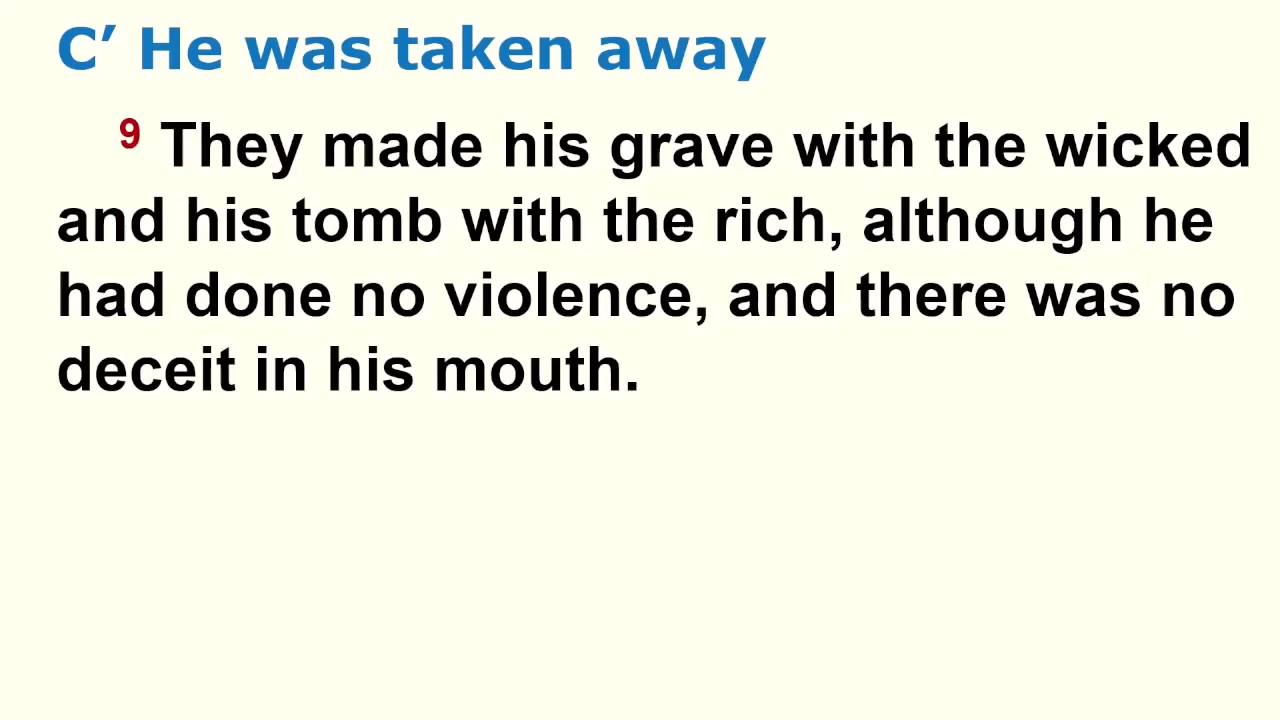 C’ He was taken away
9 They made his grave with the wicked
and his tomb with the rich, although he
had done no violence, and there was no
deceit in his mouth.